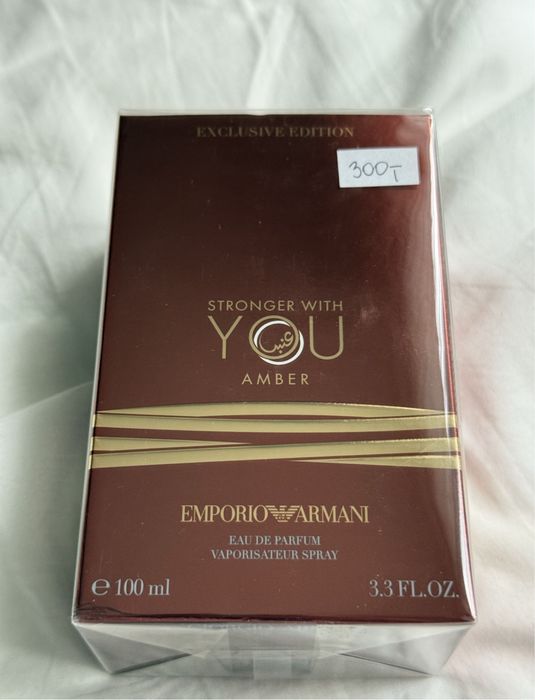 EXCLUSIVE EDITION
300,-
STRONGER WITH
YOU
عنبر
AMBER
EMPORIO ARMANI
EAU DE PARFUM
VAPORISATEUR SPRAY
℮ 100 ml 3.3 FL.OZ.